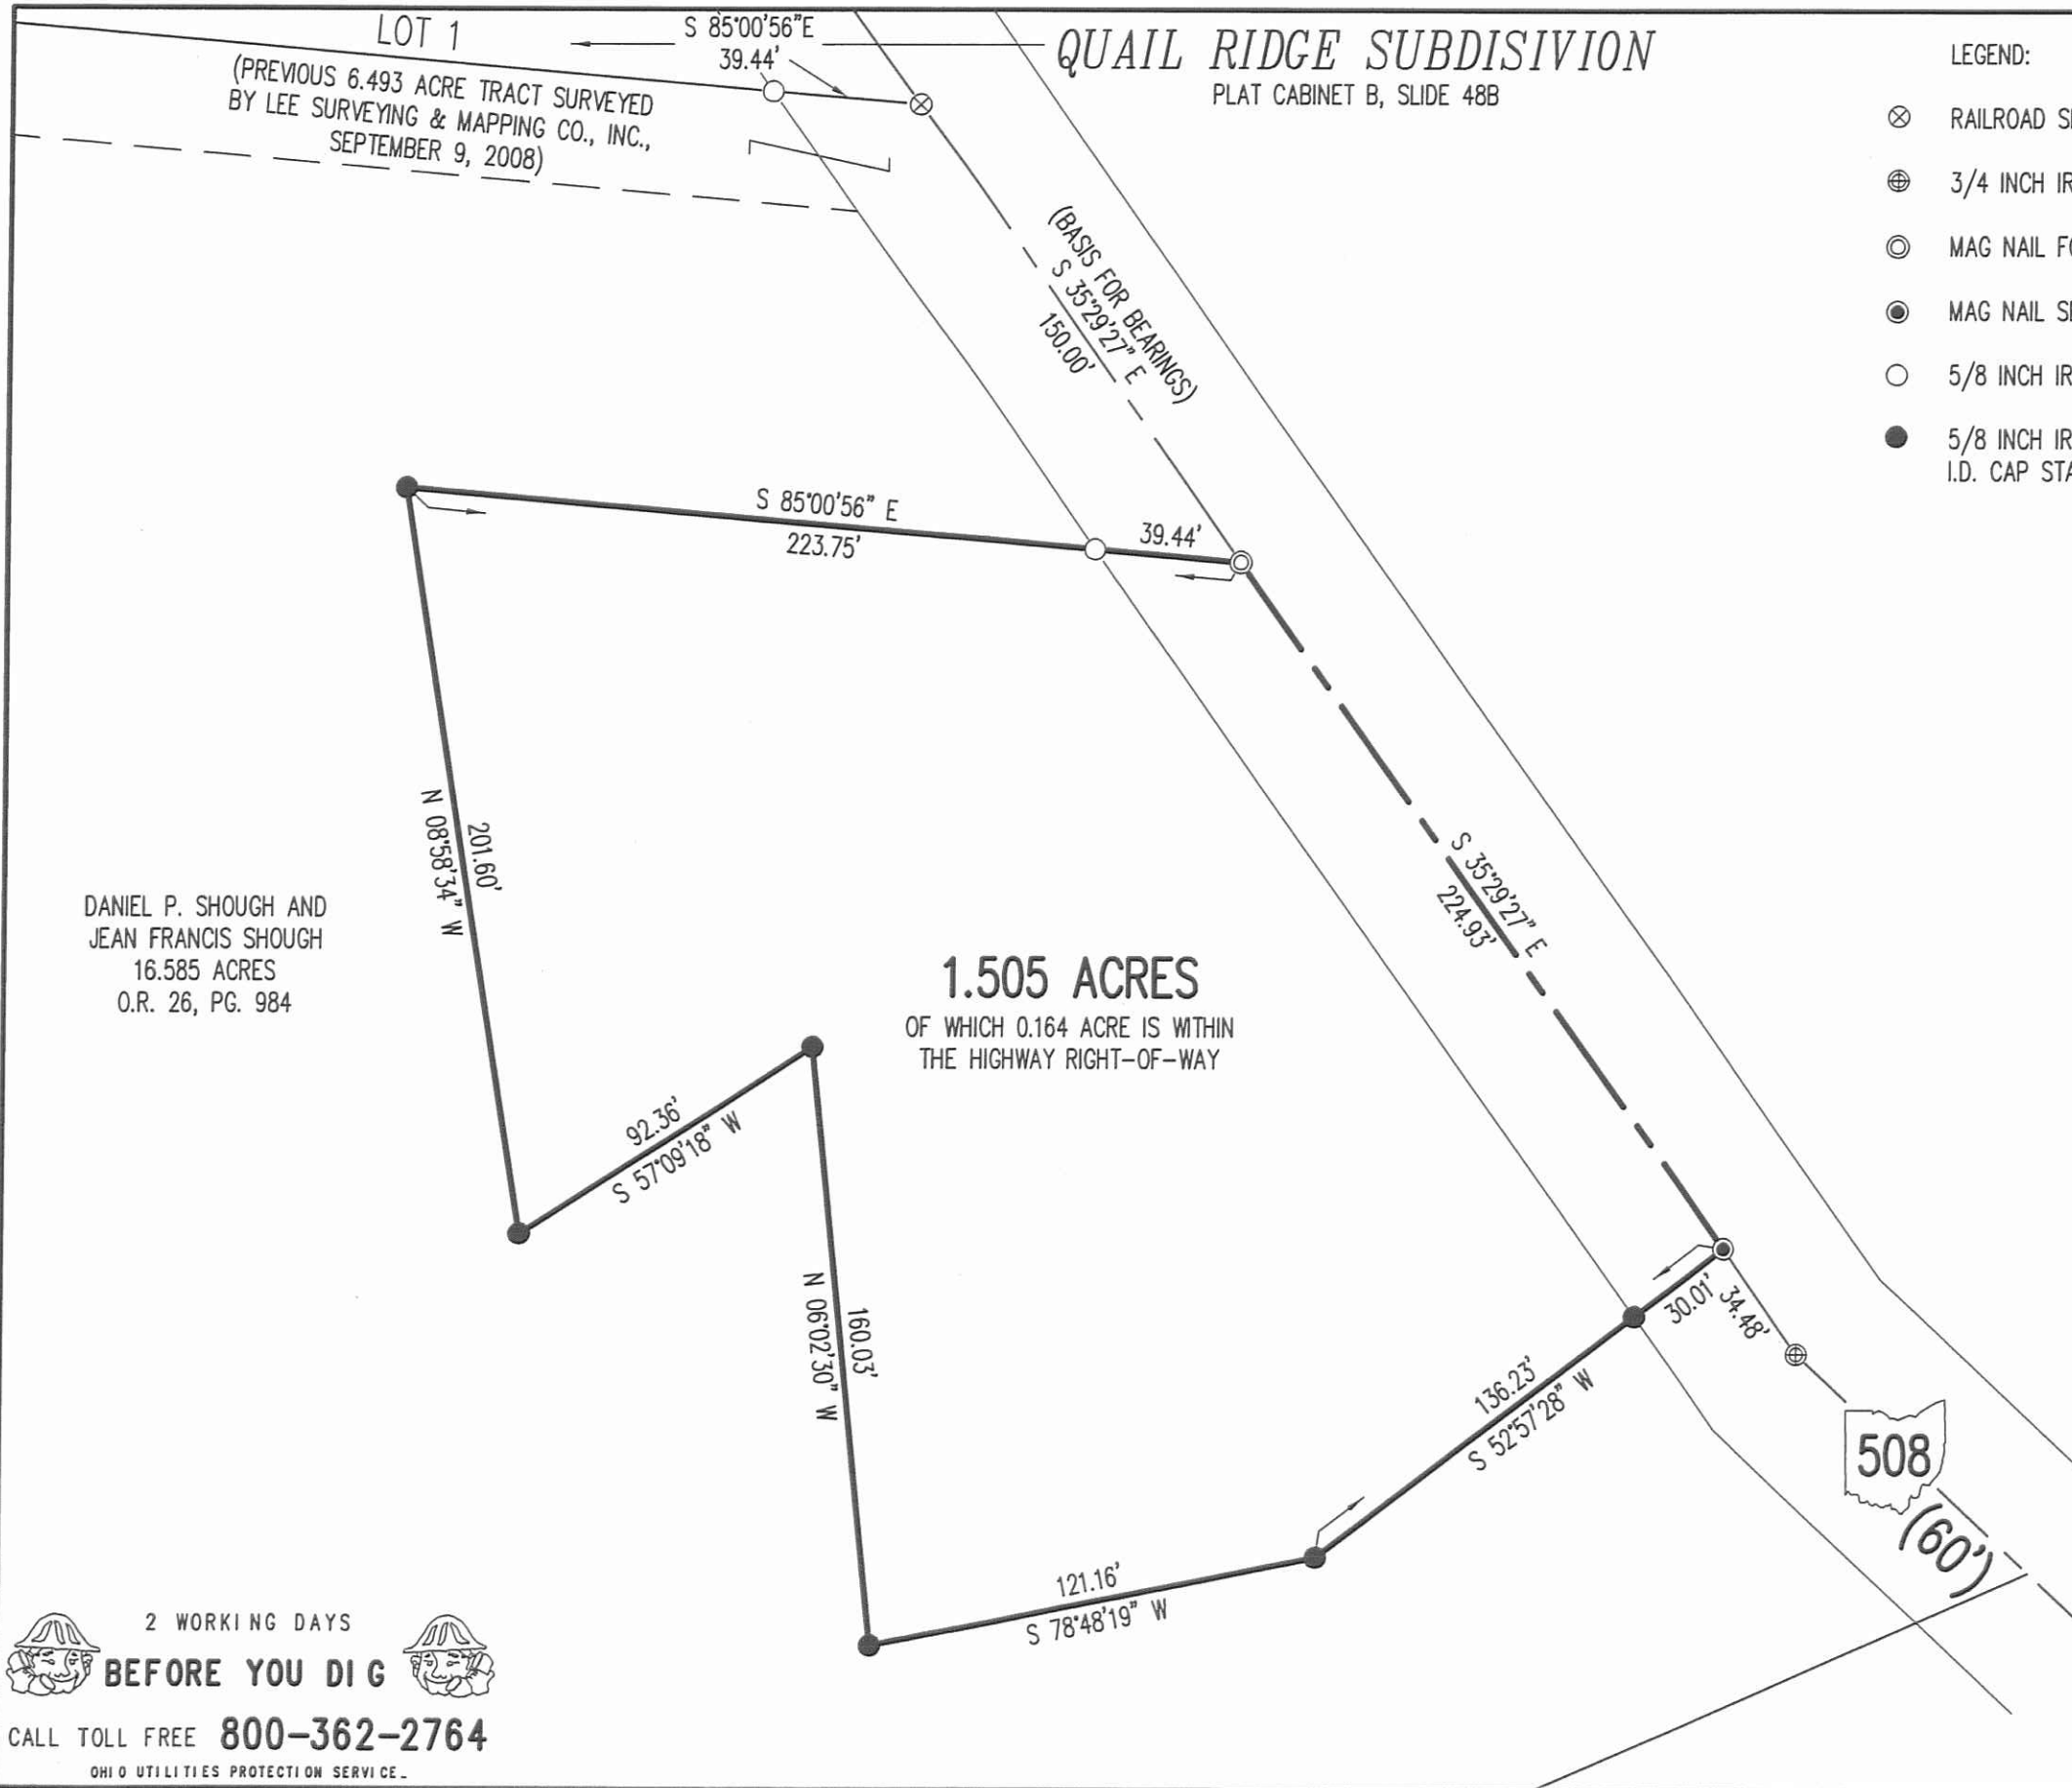 LOT 1
(PREVIOUS 6.493 ACRE TRACT SURVEYED
BY LEE SURVEYING & MAPPING CO., INC.,
SEPTEMBER 9, 2008)
S 85°00'56"E
39.44'
QUAIL RIDGE SUBDISIVION
PLAT CABINET B, SLIDE 48B
LEGEND:
RAILROAD
3/4 INCH
MAG NAIL
MAG NAIL
5/8 INCH
5/8 INCH
I.D. CAP
(BASIS FOR BEARINGS)
S 35°29'27" E
150.00'
S 85°00'56" E
223.75'
39.44'
201.60'
N 08°58'34" W
S 35°29'27" E
224.93'
DANIEL P. SHOUGH AND
JEAN FRANCIS SHOUGH
16.585 ACRES
O.R. 26, PG. 984
1.505 ACRES
OF WHICH 0.164 ACRE IS WITHIN
THE HIGHWAY RIGHT-OF-WAY
92.36'
S 57°09'18" W
160.03'
N 06°02'30" W
30.01'
34.48'
136.23'
S 52°57'28" W
508
(60')
121.16'
S 78°48'19" W
2 WORKING DAYS
BEFORE YOU DIG
CALL TOLL FREE 800-362-2764
OHIO UTILITIES PROTECTION SERVICE.